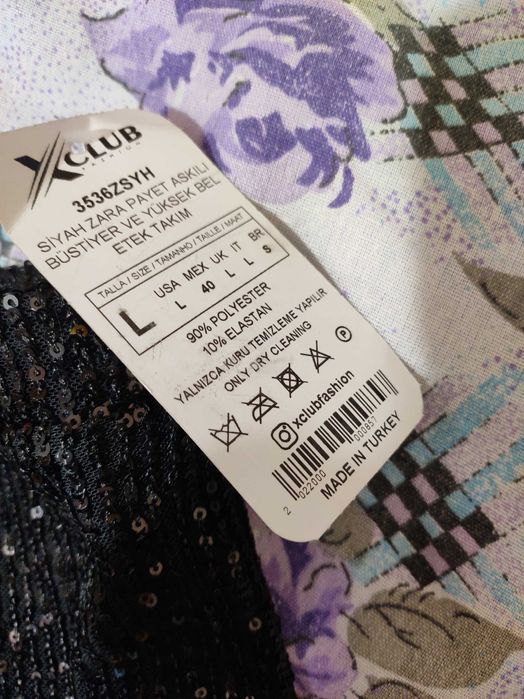 XCLUB
FASHION
3536ZSYH
SİYAH ZARA PAYET ASKILI
BÜSTİYER VE YÜKSEK BEL
ETEK TAKIM
TALLA / SIZE / TAMANHO / TAILLE / MART
L
USA MEX UK IT BR
L 40 L L S
90% POLYESTER
10% ELASTAN
YALNIZCA KURU TEMİZLEME YAPILIR
ONLY DRY CLEANING
P
xclubfashion
2 022000 000857
MADE IN TURKEY